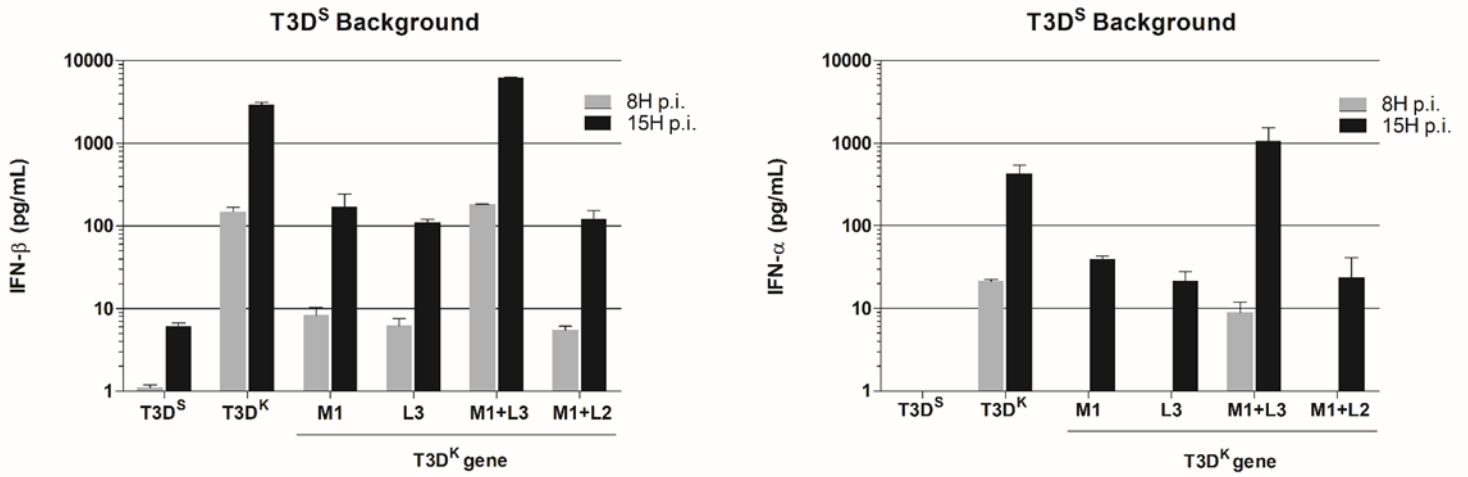 T3D^S Background
IFN-β (pg/mL)
10000
1000
100
10
1
8H p.i.
15H p.i.
T3D^S T3D^K M1 L3 M1+L3 M1+L2
T3D^K gene
T3D^S Background
IFN-α (pg/mL)
10000
1000
100
10
1
8H p.i.
15H p.i.
T3D^S T3D^K M1 L3 M1+L3 M1+L2
T3D^K gene